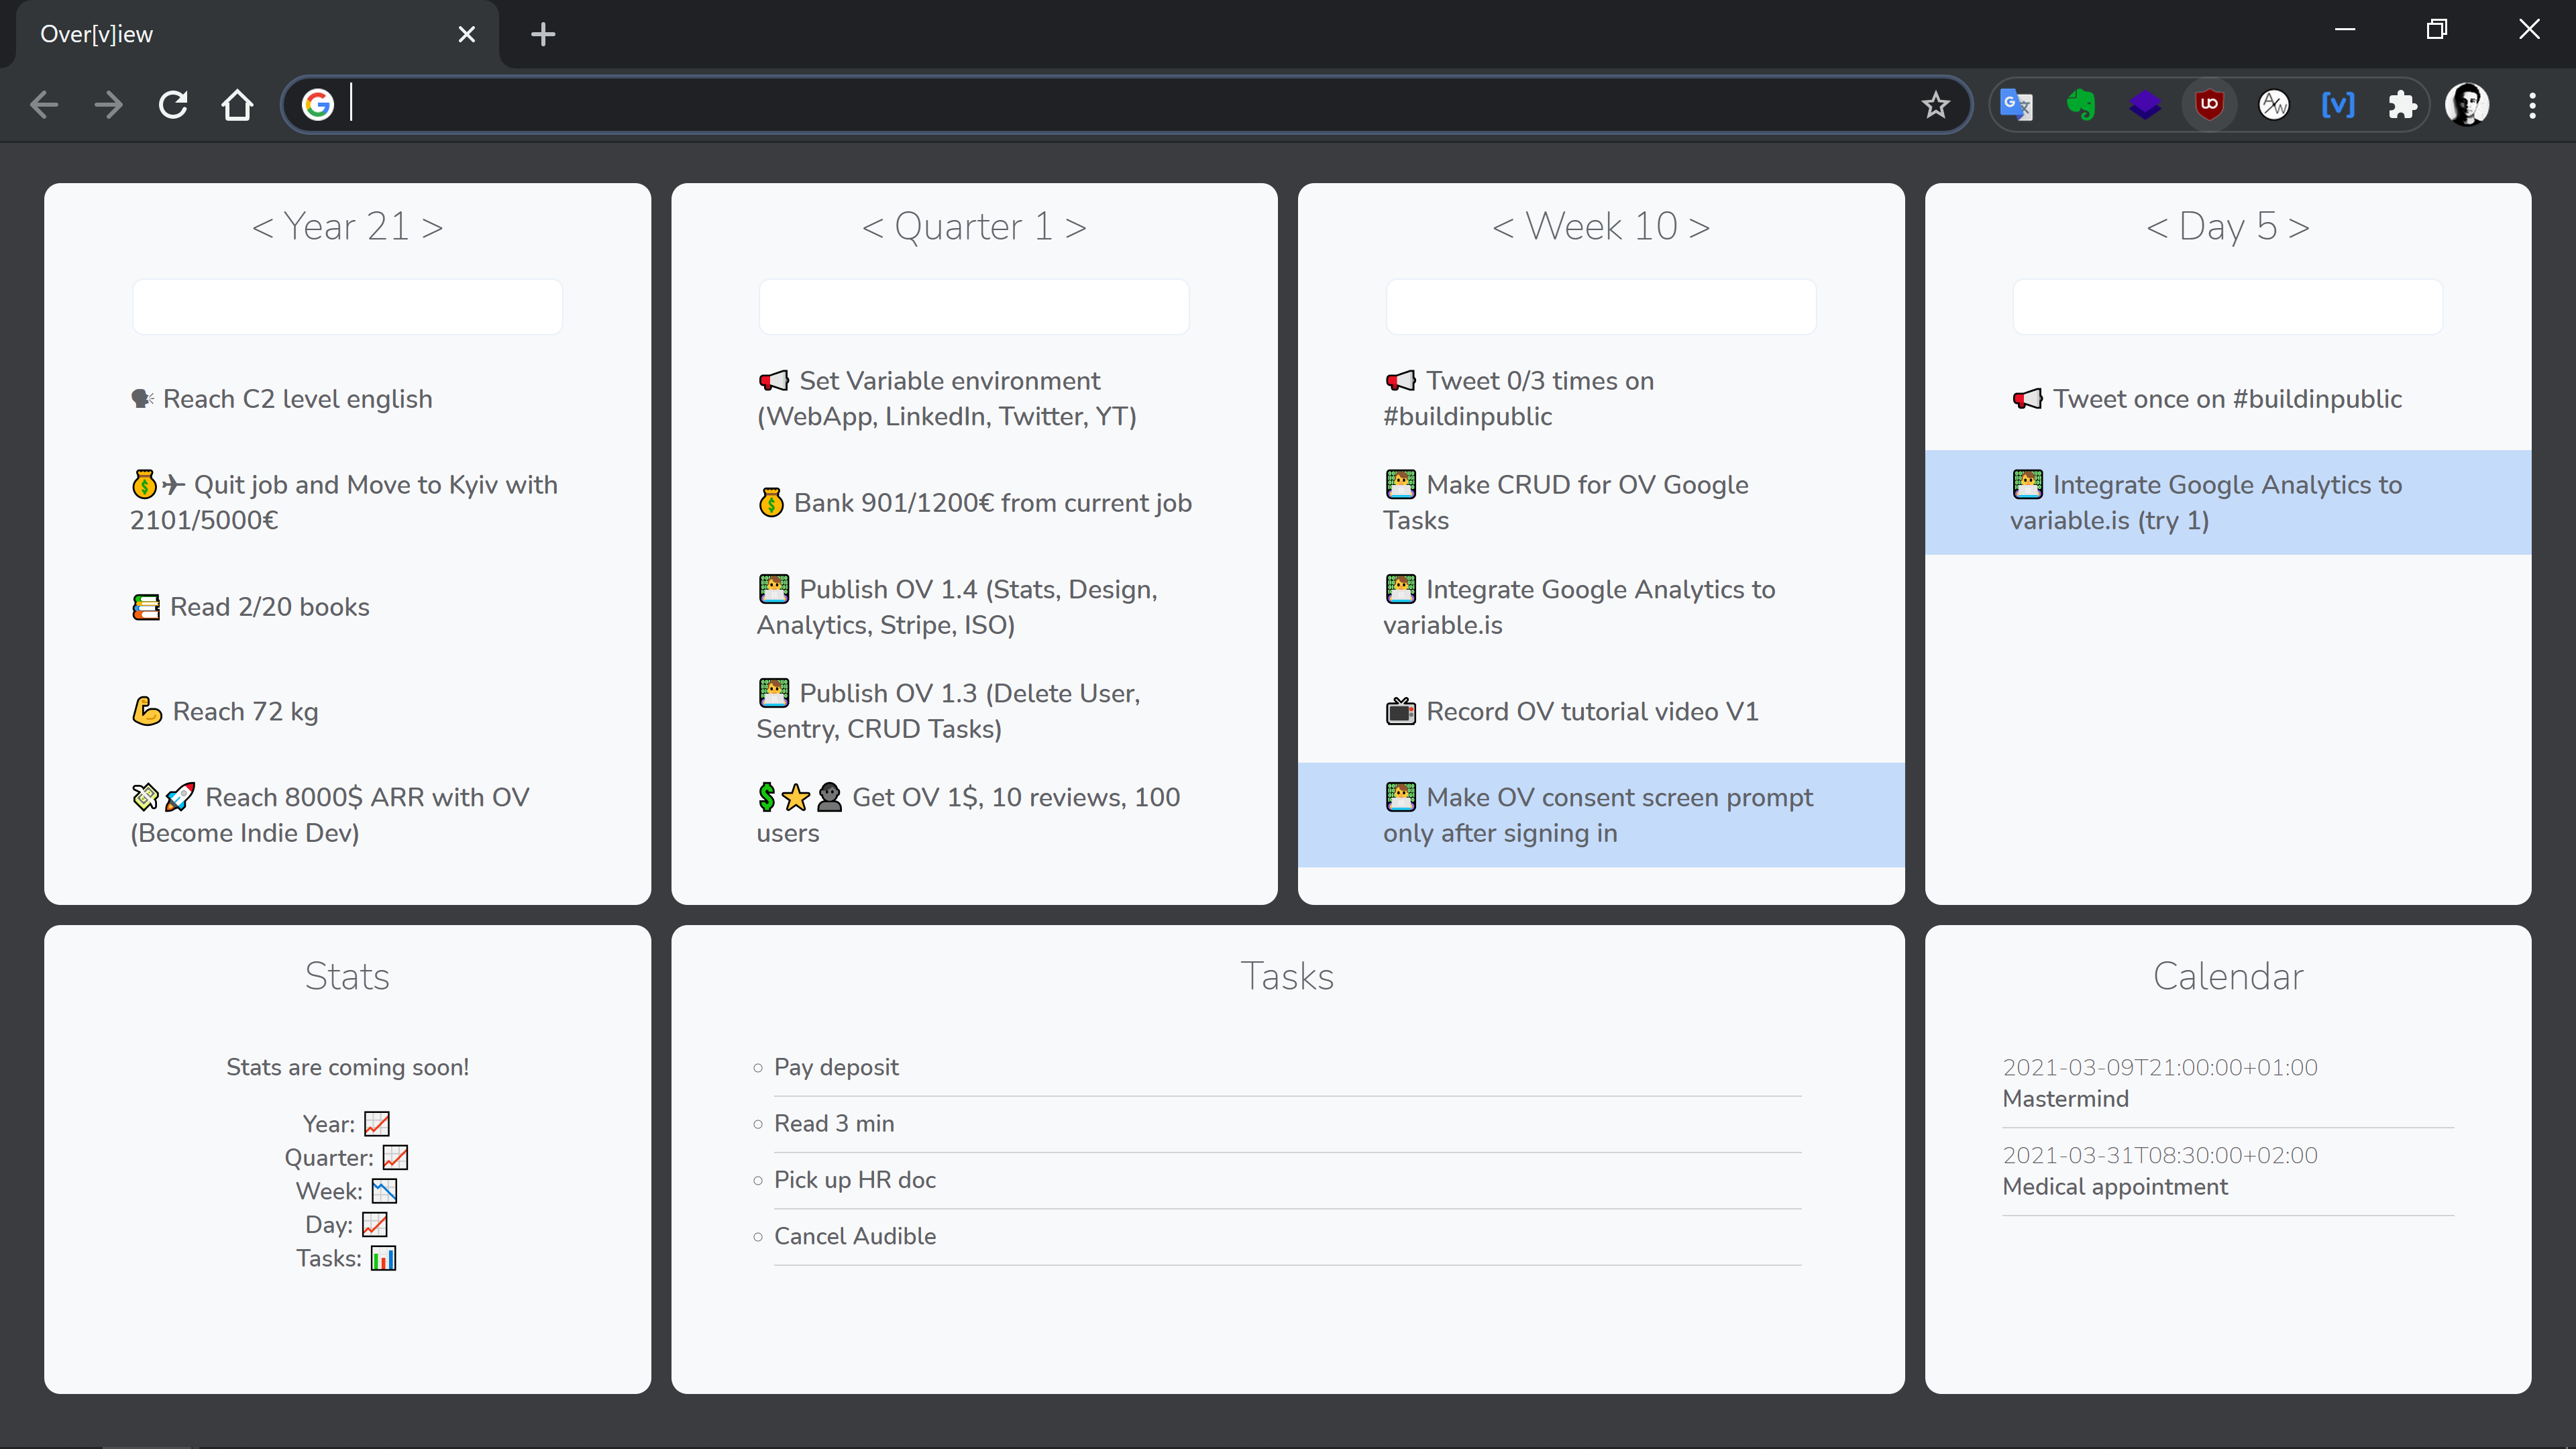 Over[v]iew
< Year 21 >
🗣 Reach C2 level english
💰✈ Quit job and Move to Kyiv with
2101/5000€
📚 Read 2/20 books
💪 Reach 72 kg
💸🚀 Reach 8000$ ARR with OV
(Become Indie Dev)
< Quarter 1 >
📢 Set Variable environment
(WebApp, LinkedIn, Twitter, YT)
💰 Bank 901/1200€ from current job
👨‍💻 Publish OV 1.4 (Stats, Design,
Analytics, Stripe, ISO)
👨‍💻 Publish OV 1.3 (Delete User,
Sentry, CRUD Tasks)
💲⭐👤 Get OV 1$, 10 reviews, 100
users
< Week 10 >
📢 Tweet 0/3 times on
#buildinpublic
👨‍💻 Make CRUD for OV Google
Tasks
👨‍💻 Integrate Google Analytics to
variable.is
📺 Record OV tutorial video V1
👨‍💻 Make OV consent screen prompt
only after signing in
< Day 5 >
📢 Tweet once on #buildinpublic
👨‍💻 Integrate Google Analytics to
variable.is (try 1)
Stats
Stats are coming soon!
Year: 📈
Quarter: 📈
Week: 📉
Day: 📈
Tasks: 📊
Tasks
Pay deposit
Read 3 min
Pick up HR doc
Cancel Audible
Calendar
2021-03-09T21:00:00+01:00
Mastermind
2021-03-31T08:30:00+02:00
Medical appointment